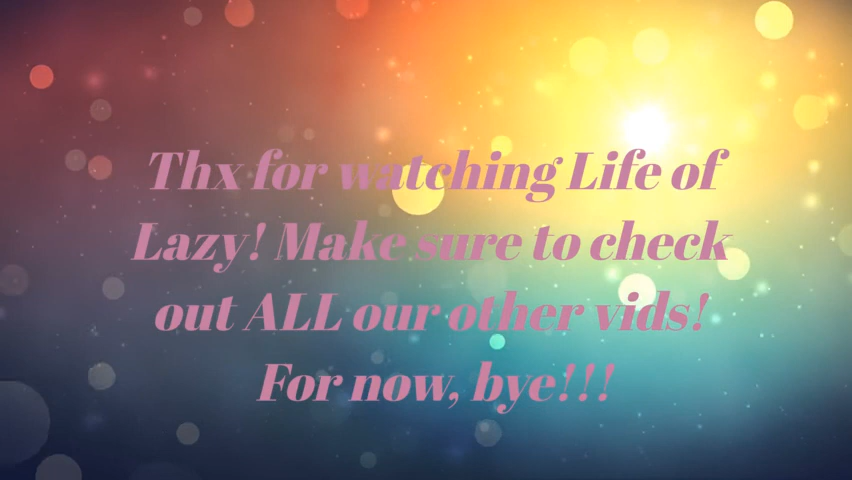 Thx for watching Life of
Lazy! Make sure to check
out ALL our other vids!
For now, bye!!!